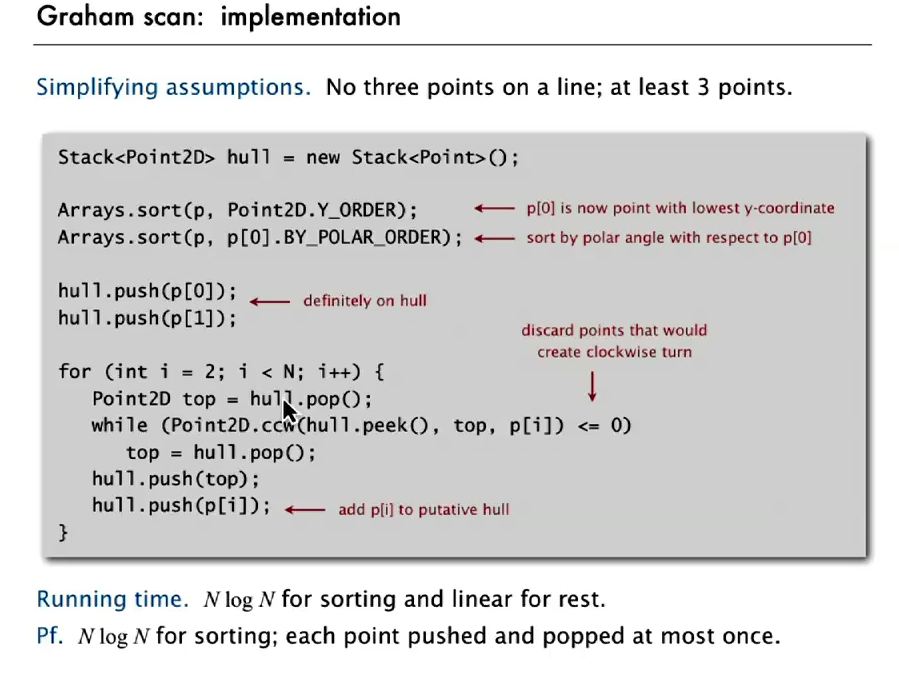 Graham scan: implementation
Simplifying assumptions. No three points on a line; at least 3 points.
Stack<Point2D> hull = new Stack<Point>();
Arrays.sort(p, Point2D.Y_ORDER); p[0] is now point with lowest y-coordinate
Arrays.sort(p, p[0].BY_POLAR_ORDER); sort by polar angle with respect to p[0]
hull.push(p[0]); definitely on hull
hull.push(p[1]);
discard points that would
create clockwise turn
for (int i = 2; i < N; i++) {
Point2D top = hull.pop();
while (Point2D.ccw(hull.peek(), top, p[i]) <= 0)
top = hull.pop();
hull.push(top);
hull.push(p[i]); add p[i] to putative hull
}
Running time. N log N for sorting and linear for rest.
Pf. N log N for sorting; each point pushed and popped at most once.